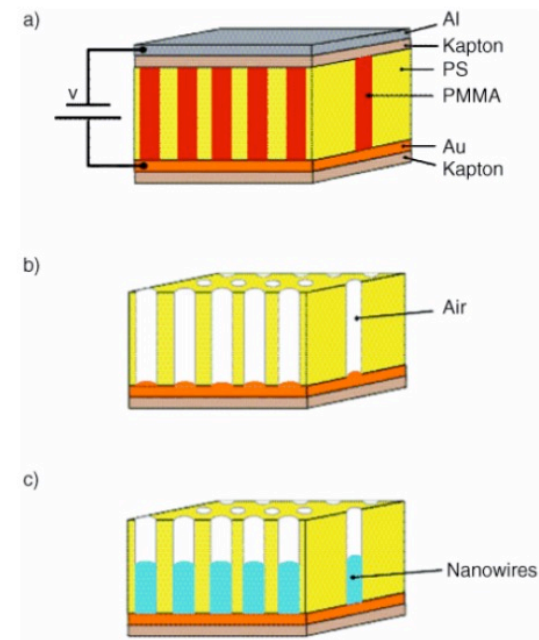 a)
Al
Kapton
PS
PMMA
Au
Kapton
V
b)
Air
c)
Nanowires